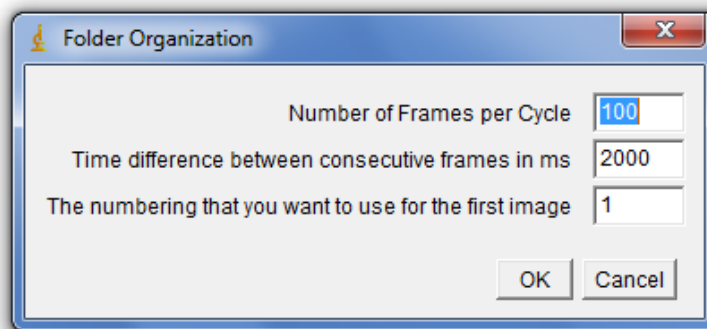 Folder Organization
Number of Frames per Cycle 100
Time difference between consecutive frames in ms 2000
The numbering that you want to use for the first image 1
OK Cancel